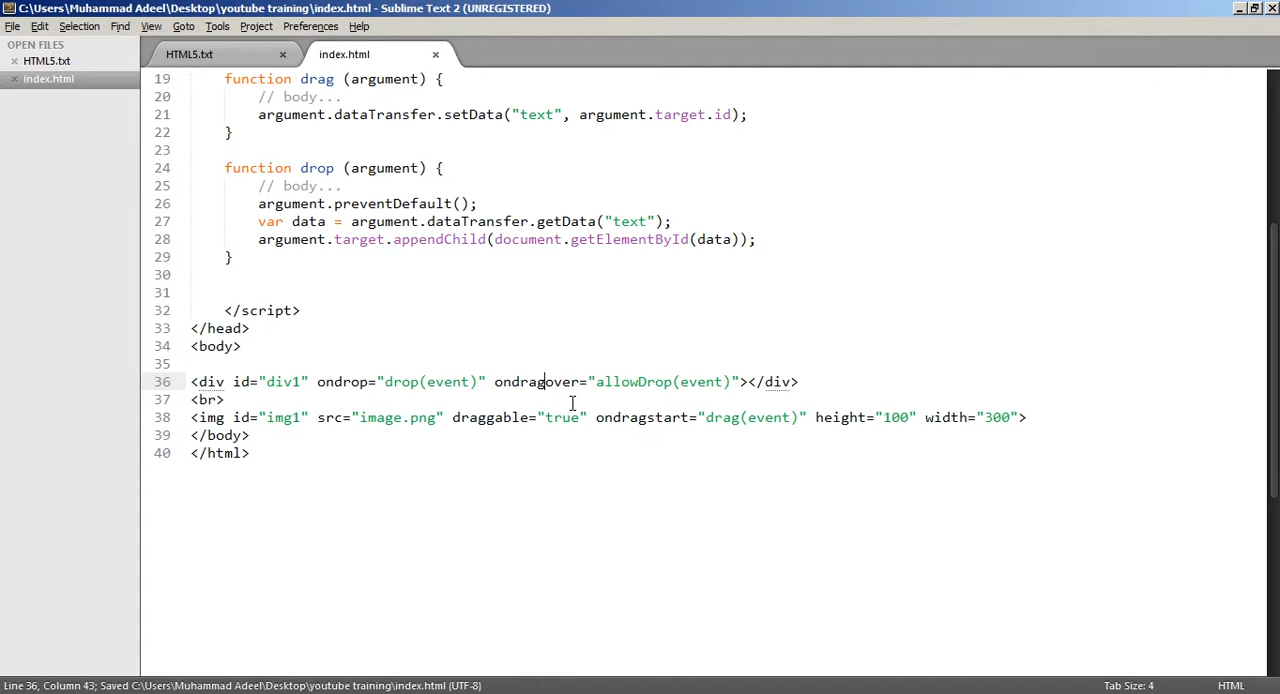 C:\Users\Muhammad Adeel\Desktop\youtube training\index.html - Sublime Text 2 (UNREGISTERED)
File Edit Selection Find View Goto Tools Project Preferences Help
OPEN FILES
× HTML5.txt
× index.html
HTML5.txt × index.html ×
19 function drag (argument) {
20 // body...
21 argument.dataTransfer.setData("text", argument.target.id);
22 }
23
24 function drop (argument) {
25 // body...
26 argument.preventDefault();
27 var data = argument.dataTransfer.getData("text");
28 argument.target.appendChild(document.getElementById(data));
29 }
30
31
32 </script>
33 </head>
34 <body>
35
36 <div id="div1" ondrop="drop(event)" ondragover="allowDrop(event)"></div>
37 <br>
38 <img id="img1" src="image.png" draggable="true" ondragstart="drag(event)" height="100" width="300">
39 </body>
40 </html>
Line 36, Column 43; Saved C:\Users\Muhammad Adeel\Desktop\youtube training\index.html (UTF-8) Tab Size: 4 HTML